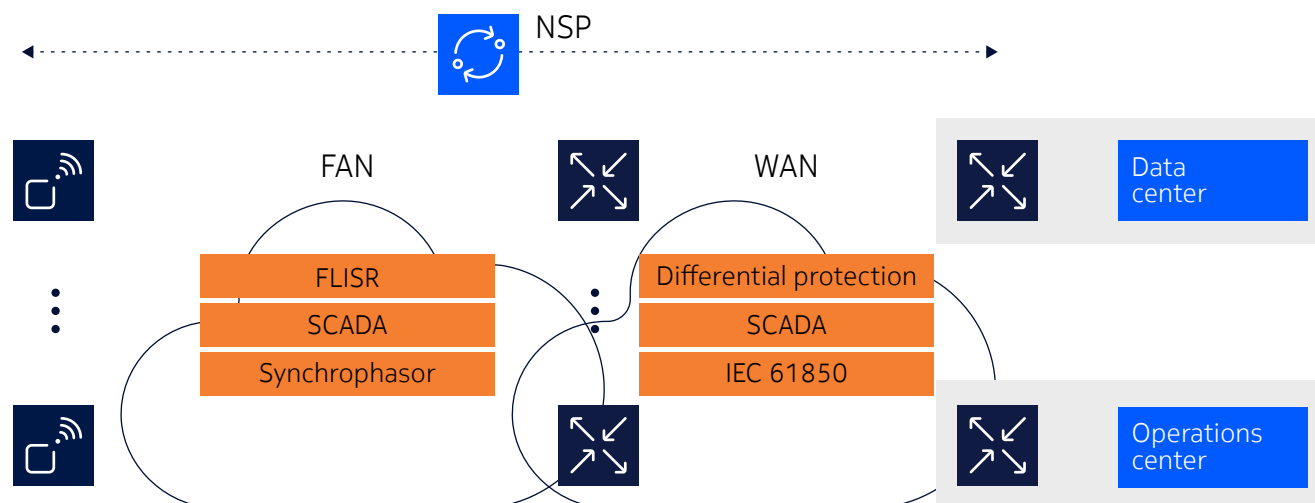 NSP
FAN
WAN
Data
center
FLISR
SCADA
Synchrophasor
Differential protection
SCADA
IEC 61850
Operations
center